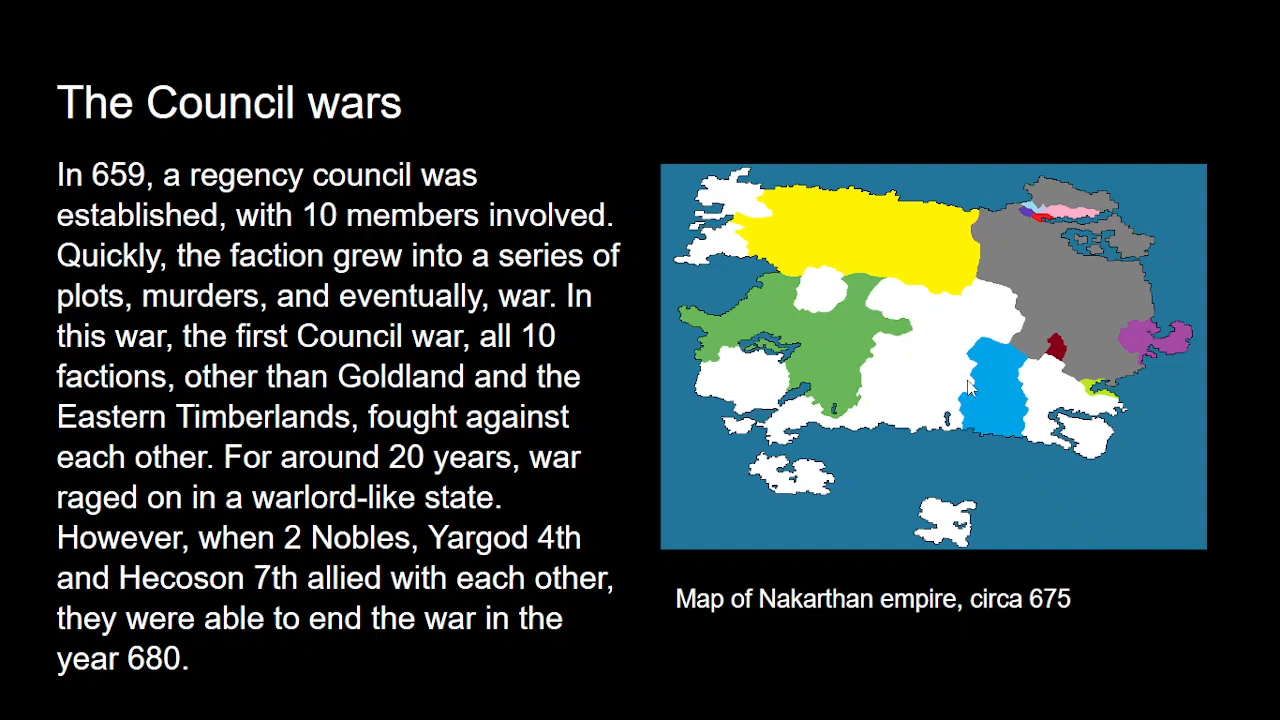 The Council wars
In 659, a regency council was
established, with 10 members involved.
Quickly, the faction grew into a series of
plots, murders, and eventually, war. In
this war, the first Council war, all 10
factions, other than Goldland and the
Eastern Timberlands, fought against
each other. For around 20 years, war
raged on in a warlord-like state.
However, when 2 Nobles, Yargod 4th
and Hecoson 7th allied with each other,
they were able to end the war in the
year 680.
Map of Nakarthan empire, circa 675